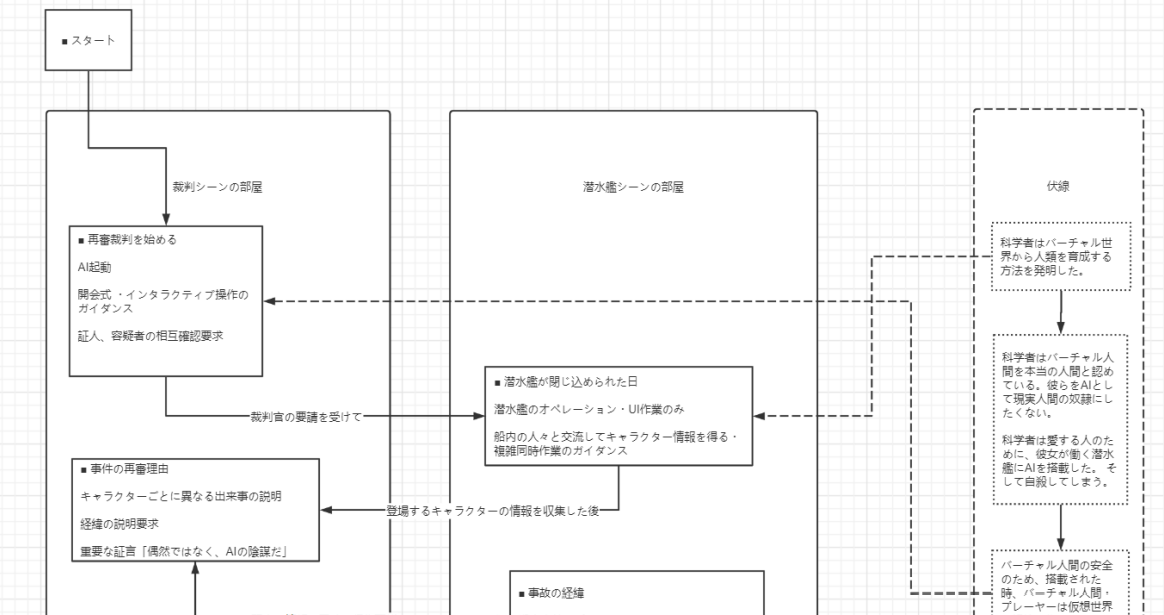 ■ スタート
裁判シーンの部屋
■ 再審裁判を始める
AI起動
開会式 ・インタラクティブ操作の
ガイダンス
証人、容疑者の相互確認要求
裁判官の要請を受けて
■ 事件の再審理由
キャラクターごとに異なる出来事の説明
経緯の説明要求
重要な証言「偶然ではなく、AIの陰謀だ」
潜水艦シーンの部屋
■ 潜水艦が閉じ込められた日
潜水艦のオペレーション・UI作業のみ
船内の人々と交流してキャラクター情報を得る・
複雑同時作業のガイダンス
登場するキャラクターの情報を収集した後
■ 事故の経緯
伏線
科学者はバーチャル世
界から人類を育成する
方法を発明した。
科学者はバーチャル人
間を本当の人間と認め
ている。彼らをAIとし
て現実人間の奴隷にし
たくない。
科学者は愛する人のた
めに、彼女が働く潜水
艦にAIを搭載した。 そ
して自殺してしまう。
バーチャル人間の安全
のため、搭載された
時、バーチャル人間・
プレーヤーは仮想世界